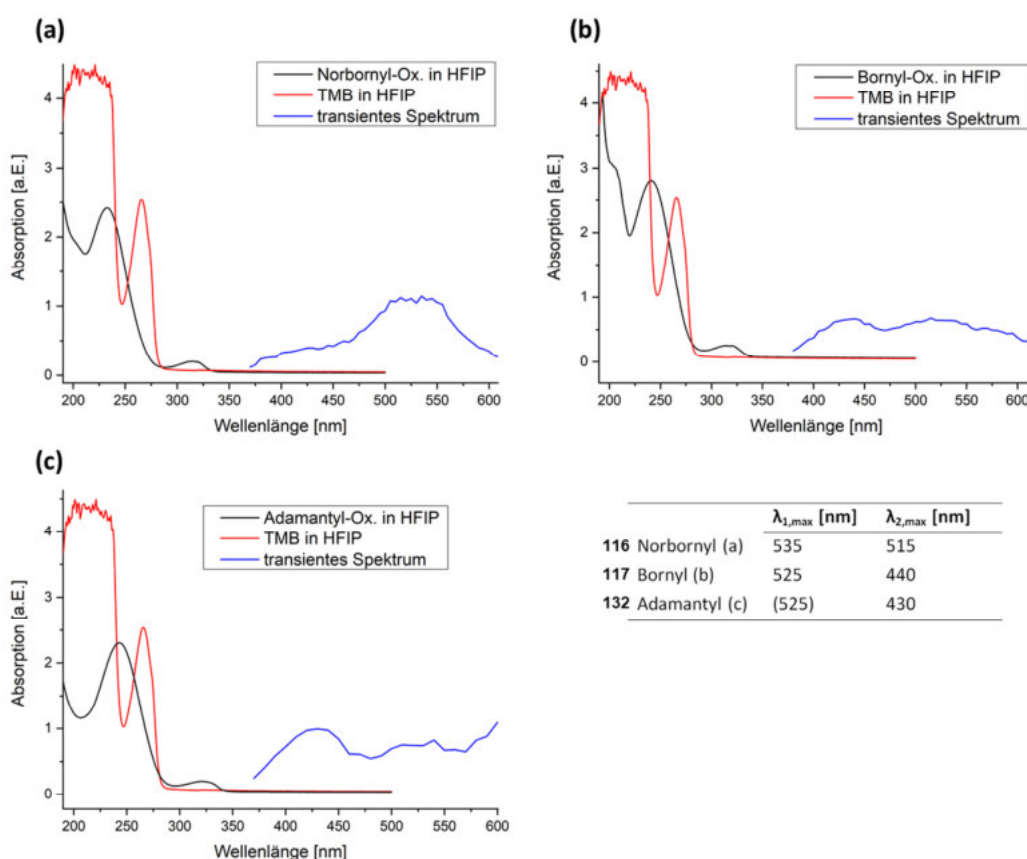 (a)
Norbornyl-Ox. in HFIP
TMB in HFIP
transientes Spektrum
Absorption [a.E.]
4
3
2
1
0
200 250 300 350 400 450 500 550 600
Wellenlänge [nm]
(b)
Bornyl-Ox. in HFIP
TMB in HFIP
transientes Spektrum
Absorption [a.E.]
4
3
2
1
0
200 250 300 350 400 450 500 550 600
Wellenlänge [nm]
(c)
Adamantyl-Ox. in HFIP
TMB in HFIP
transientes Spektrum
Absorption [a.E.]
4
3
2
1
0
200 250 300 350 400 450 500 550 600
Wellenlänge [nm]
λ1,max [nm] λ2,max [nm]
116 Norbornyl (a) 535 515
117 Bornyl (b) 525 440
132 Adamantyl (c) (525) 430